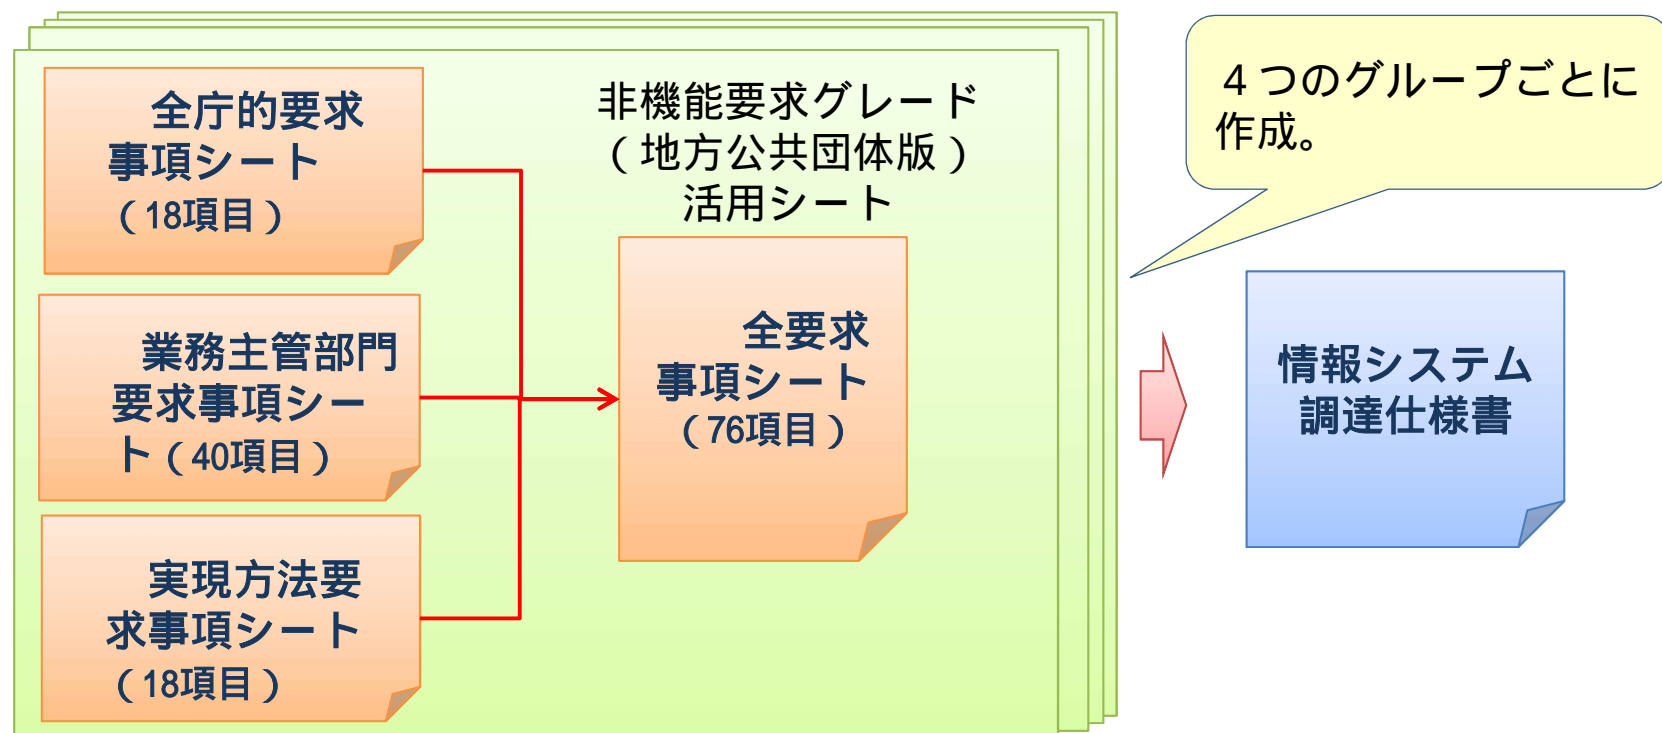 全庁的要求
事項シート
（18項目）
業務主管部門
要求事項シー
ト（40項目）
実現方法要
求事項シート
（18項目）
非機能要求グレード
（地方公共団体版）
活用シート
全要求
事項シート
（76項目）
４つのグループごとに
作成。
情報システム
調達仕様書